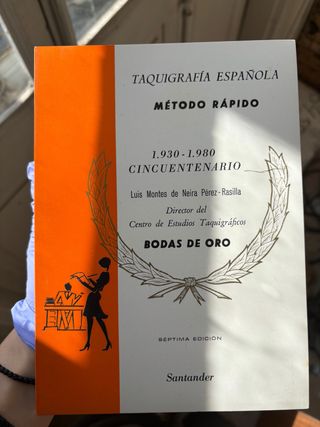 TAQUIGRAFÍA ESPAÑOLA
MÉTODO RÁPIDO
1.930 - 1.980
CINCUENTENARIO
Luis Montes de Neira Pérez-Rasilla
Director del
Centro de Estudios Taquigráficos
BODAS DE ORO
SÉPTIMA EDICIÓN
Santander